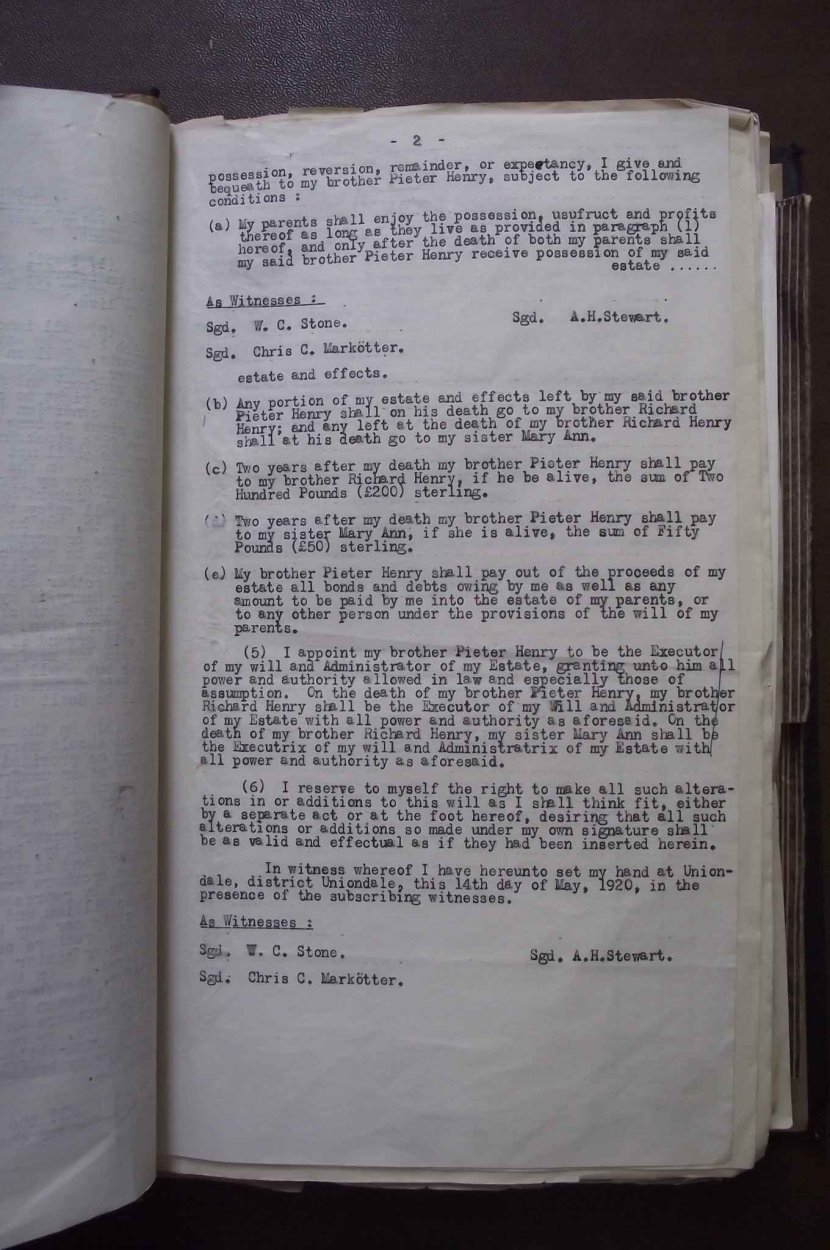 - 2 -
possession, reversion, remainder, or expectancy, I give and
bequeath to my brother Pieter Henry, subject to the following
conditions :
(a) My parents shall enjoy the possession, usufruct and profits
thereof as long as they live as provided in paragraph (1)
hereof, and only after the death of both my parents shall
my said brother Pieter Henry receive possession of my said
estate ......
As Witnesses :
Sgd. W. C. Stone. Sgd. A.H.Stewart.
Sgd. Chris C. Markötter.
estate and effects.
(b) Any portion of my estate and effects left by my said brother
Pieter Henry shall on his death go to my brother Richard
Henry; and any left at the death of my brother Richard Henry
shall at his death go to my sister Mary Ann.
(c) Two years after my death my brother Pieter Henry shall pay
to my brother Richard Henry, if he be alive, the sum of Two
Hundred Pounds (£200) sterling.
( ) Two years after my death my brother Pieter Henry shall pay
to my sister Mary Ann, if she is alive, the sum of Fifty
Pounds (£50) sterling.
(e) My brother Pieter Henry shall pay out of the proceeds of my
estate all bonds and debts owing by me as well as any
amount to be paid by me into the estate of my parents, or
to any other person under the provisions of the will of my
parents.
(5) I appoint my brother Pieter Henry to be the Executor
of my will and Administrator of my Estate, granting unto him all
power and authority allowed in law and especially those of
assumption. On the death of my brother Pieter Henry, my brother
Richard Henry shall be the Executor of my Will and Administrator
of my Estate with all power and authority as aforesaid. On the
death of my brother Richard Henry, my sister Mary Ann shall be
the Executrix of my will and Administratrix of my Estate with
all power and authority as aforesaid.
(6) I reserve to myself the right to make all such altera-
tions in or additions to this will as I shall think fit, either
by a separate act or at the foot hereof, desiring that all such
alterations or additions so made under my own signature shall
be as valid and effectual as if they had been inserted herein.
In witness whereof I have hereunto set my hand at Union-
dale, district Uniondale, this 14th day of May, 1920, in the
presence of the subscribing witnesses.
As Witnesses :
Sgd. W. C. Stone. Sgd. A.H.Stewart.
Sgd. Chris C. Markötter.